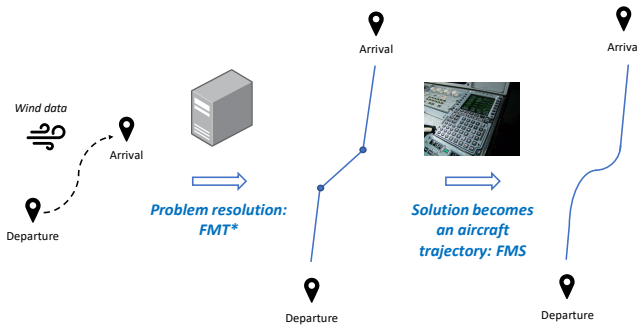 Wind data
Arrival
Departure
Problem resolution:
FMT*
Arrival
Departure
Solution becomes
an aircraft
trajectory: FMS
Arrival
Departure